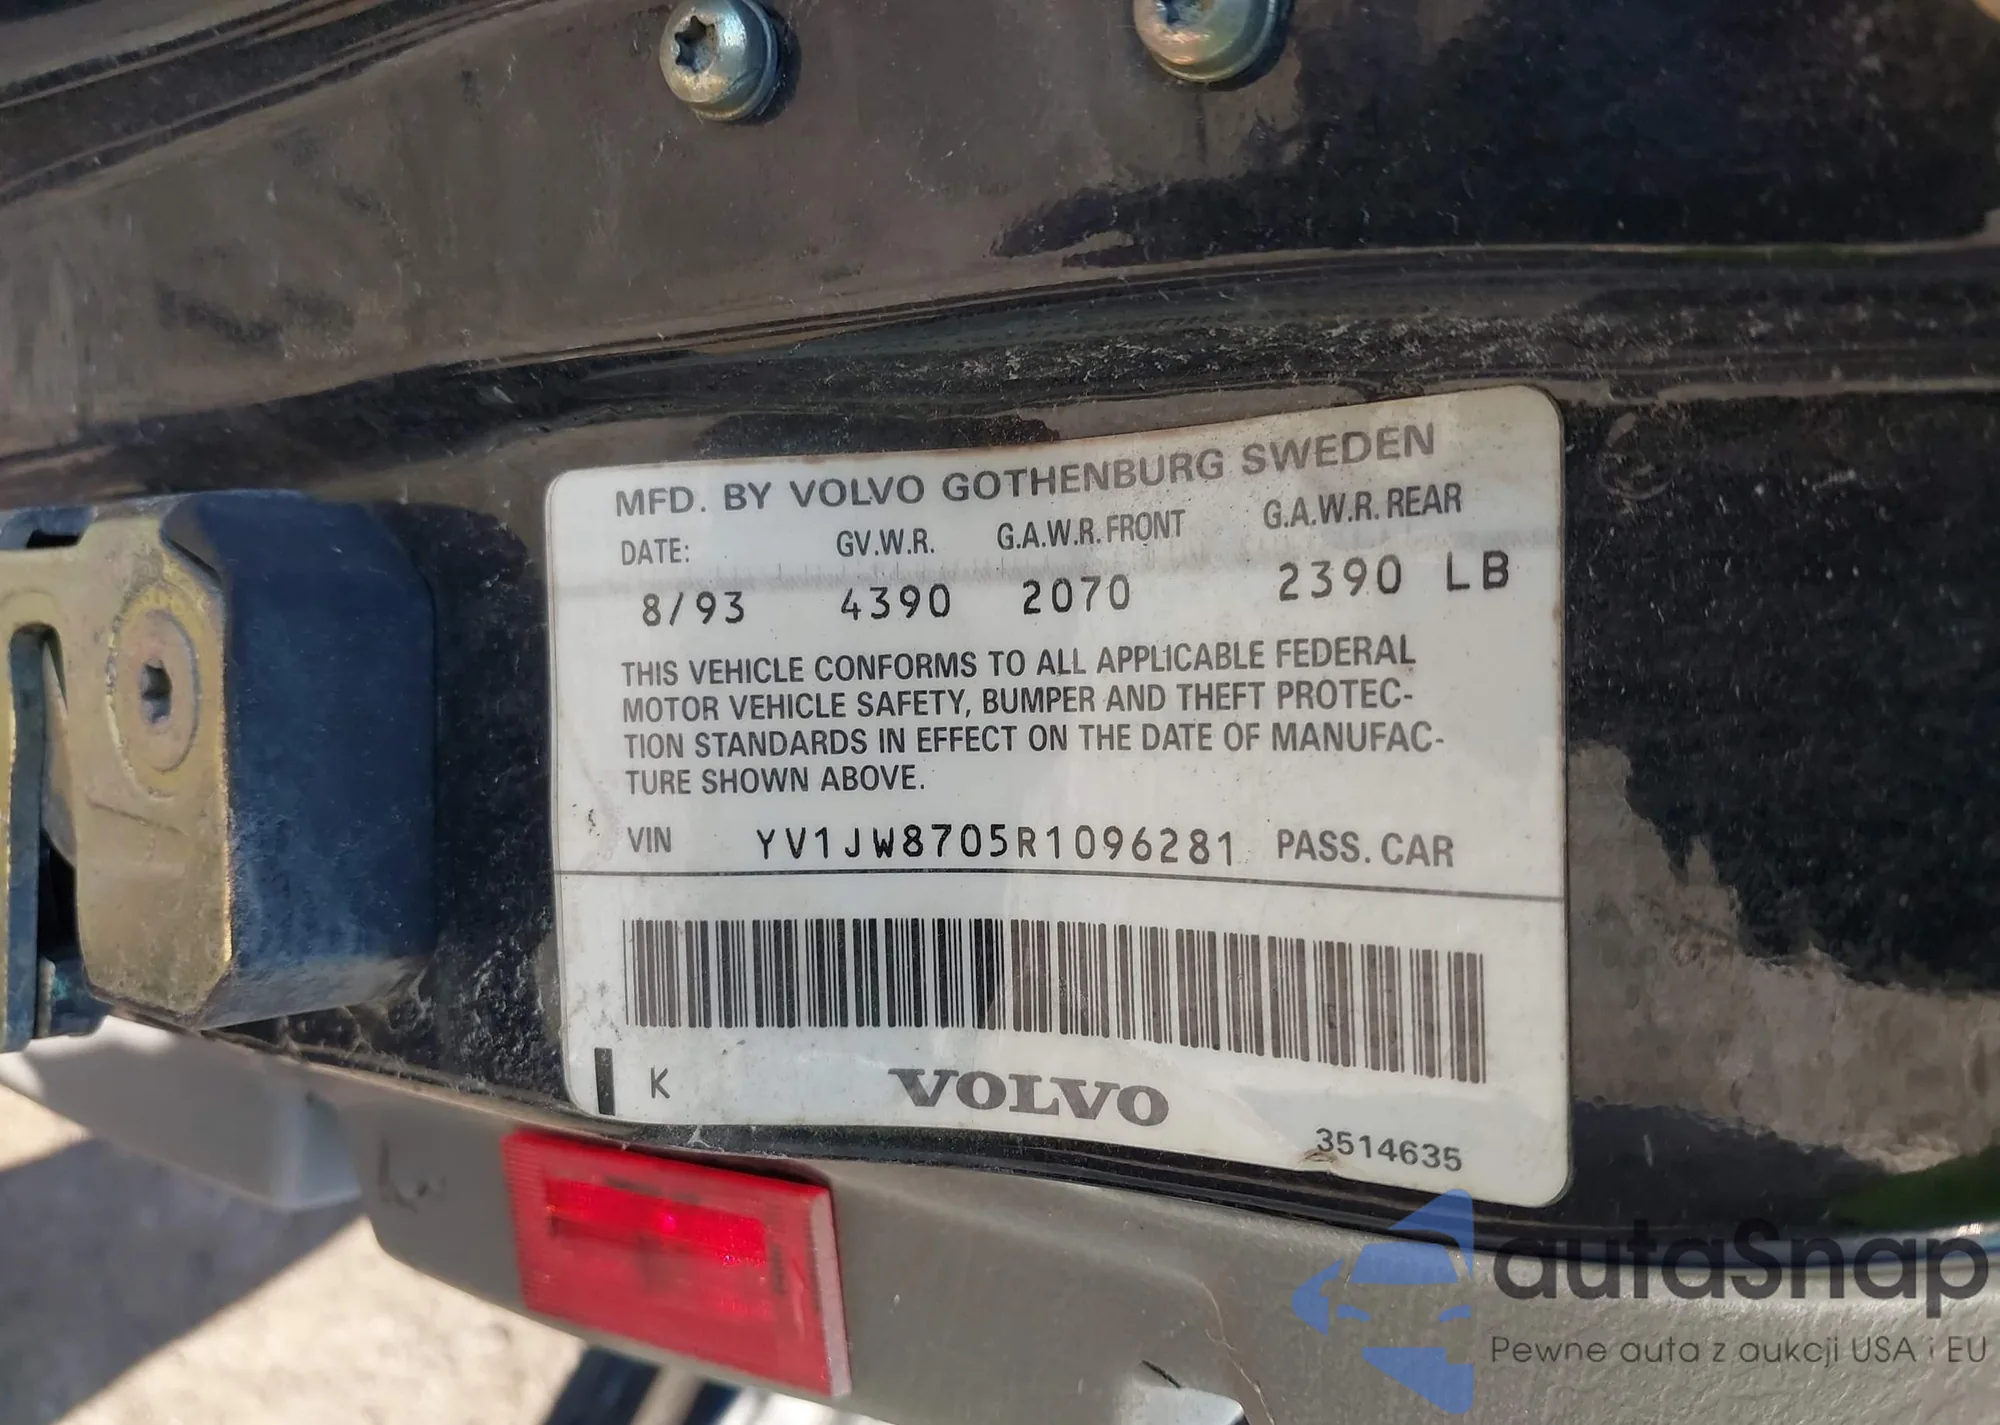 MFD. BY VOLVO GOTHENBURG SWEDEN
DATE: GV.W.R. G.A.W.R. FRONT G.A.W.R. REAR
8/93 4390 2070 2390 LB
THIS VEHICLE CONFORMS TO ALL APPLICABLE FEDERAL
MOTOR VEHICLE SAFETY, BUMPER AND THEFT PROTEC-
TION STANDARDS IN EFFECT ON THE DATE OF MANUFAC-
TURE SHOWN ABOVE.
VIN YV1JW8705R1096281 PASS. CAR
K VOLVO
3514635
autaSnap
Pewne auta z aukcji USA i EU